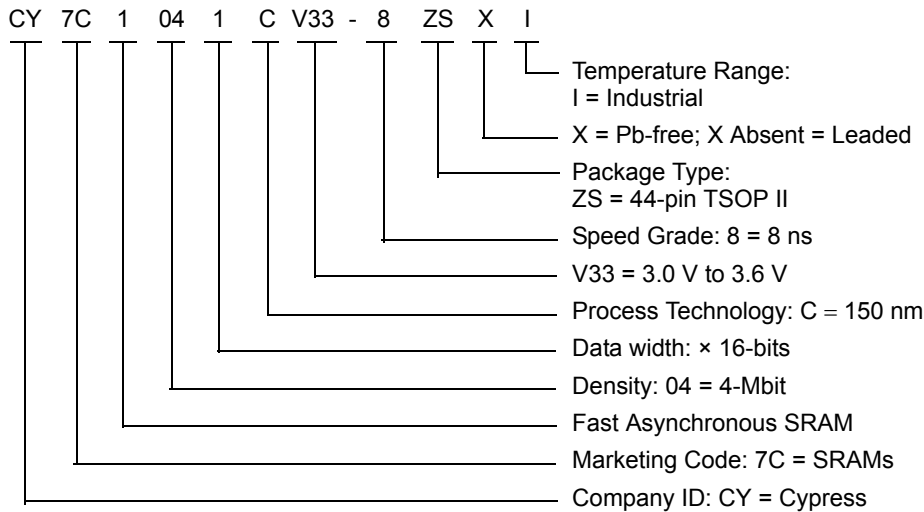 CY 7C 1 04 1 C V33 - 8 ZS X I
Temperature Range:
I = Industrial
X = Pb-free; X Absent = Leaded
Package Type:
ZS = 44-pin TSOP II
Speed Grade: 8 = 8 ns
V33 = 3.0 V to 3.6 V
Process Technology: C = 150 nm
Data width: × 16-bits
Density: 04 = 4-Mbit
Fast Asynchronous SRAM
Marketing Code: 7C = SRAMs
Company ID: CY = Cypress